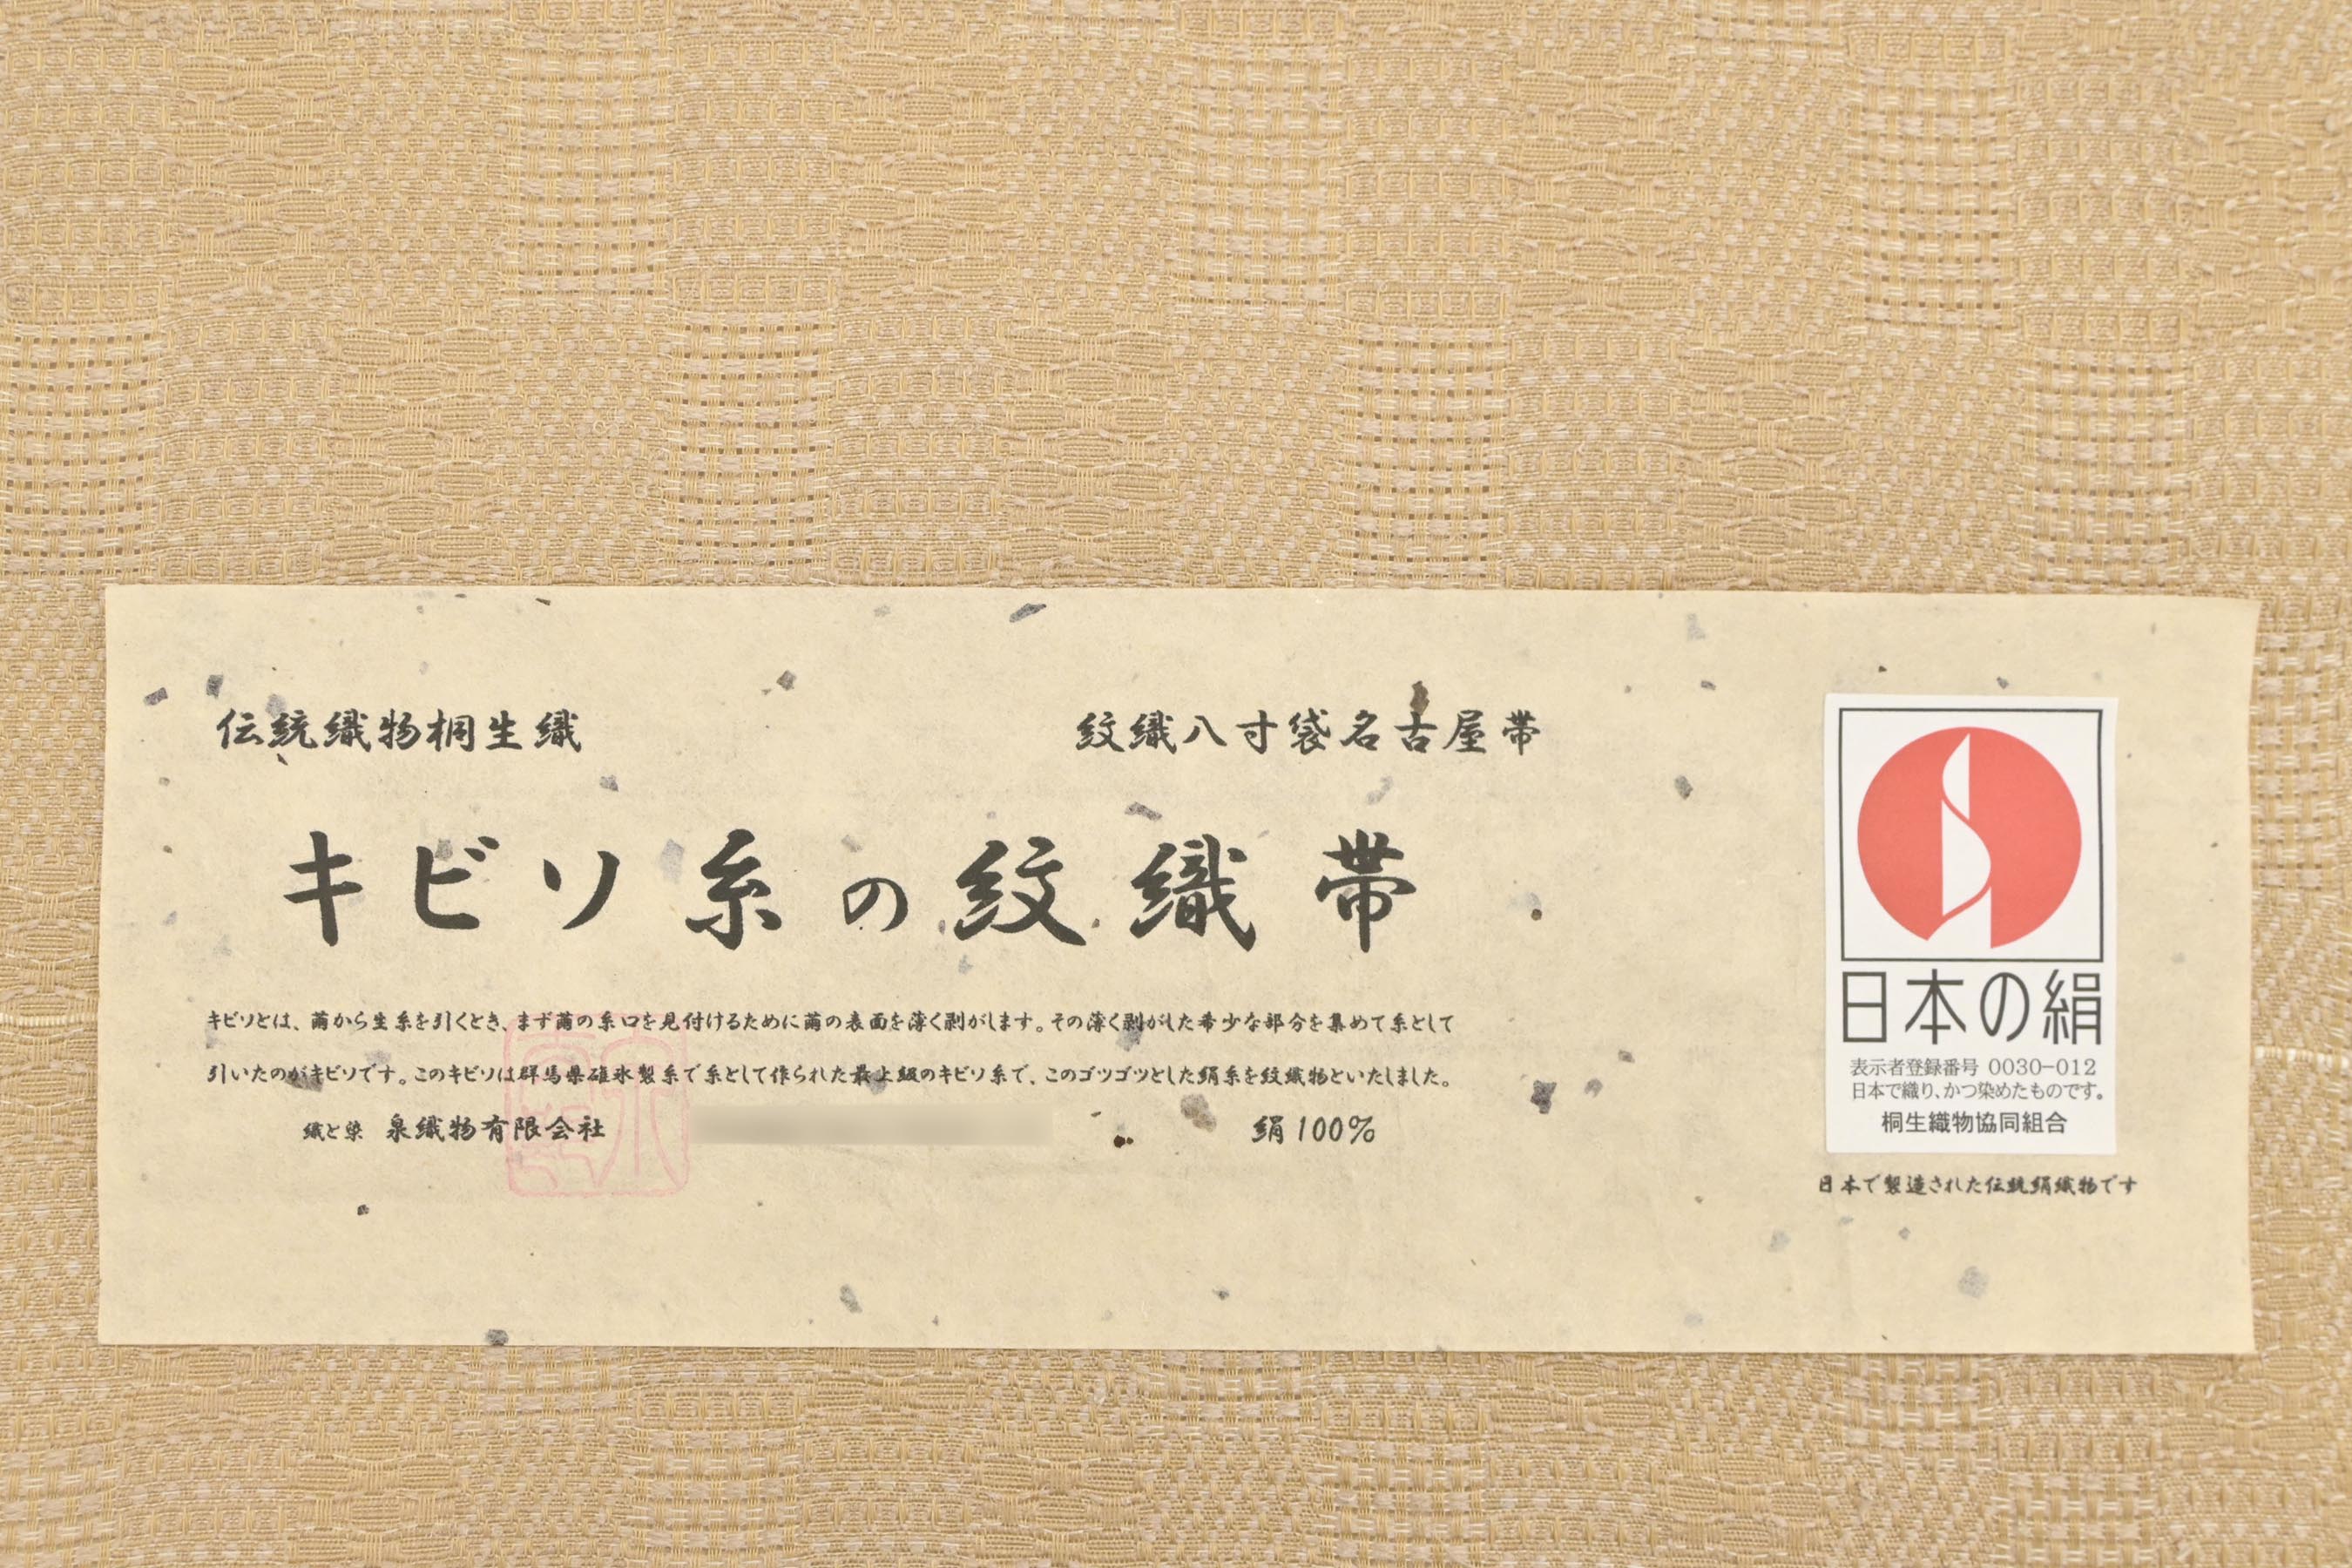 伝統織物桐生織
紋織八寸袋名古屋帯
キビソ糸の紋織帯
キビソとは、繭から生糸を引くとき、まず繭の糸口を見付けるために繭の表面を薄く剥がします。その薄く剥がした希少な部分を集めて糸として
引いたのがキビソです。このキビソは群馬県碓氷製糸で糸として作られた最上級のキビソ糸で、このゴツゴツとした絹糸を紋織物といたしました。
織と染 泉織物有限会社
絹100%
日本の絹
表示者登録番号 0030-012
日本で織り、かつ染めたものです。
桐生織物協同組合
日本で製造された伝統絹織物です